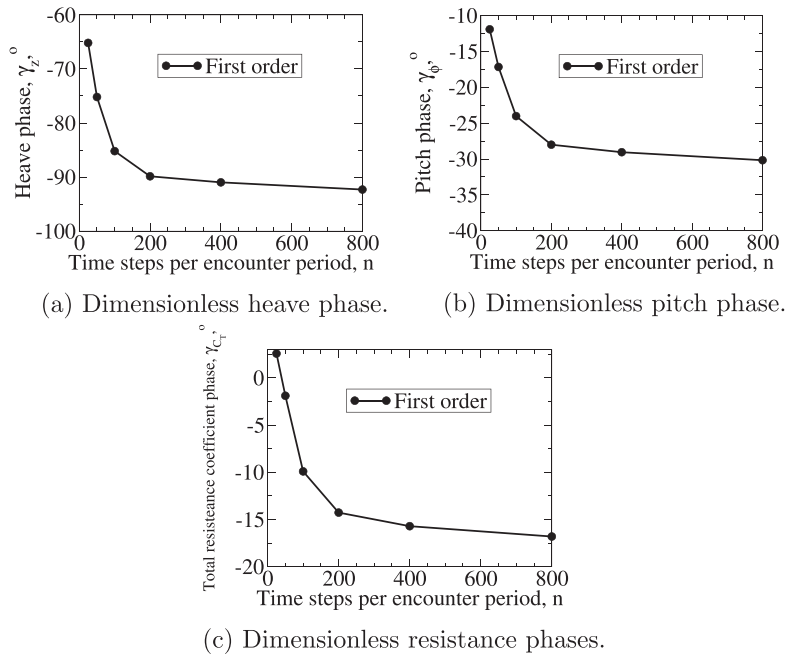 -60
-70
-80
-90
-100
0 200 400 600 800
Heave phase, γz,°
First order
Time steps per encounter period, n
(a) Dimensionless heave phase.
-10
-15
-20
-25
-30
-35
-40
0 200 400 600 800
Pitch phase, γϕ,°
First order
Time steps per encounter period, n
(b) Dimensionless pitch phase.
0
-5
-10
-15
-20
0 200 400 600 800
Total resisteance coefficient phase, γCT,°
First order
Time steps per encounter period, n
(c) Dimensionless resistance phases.